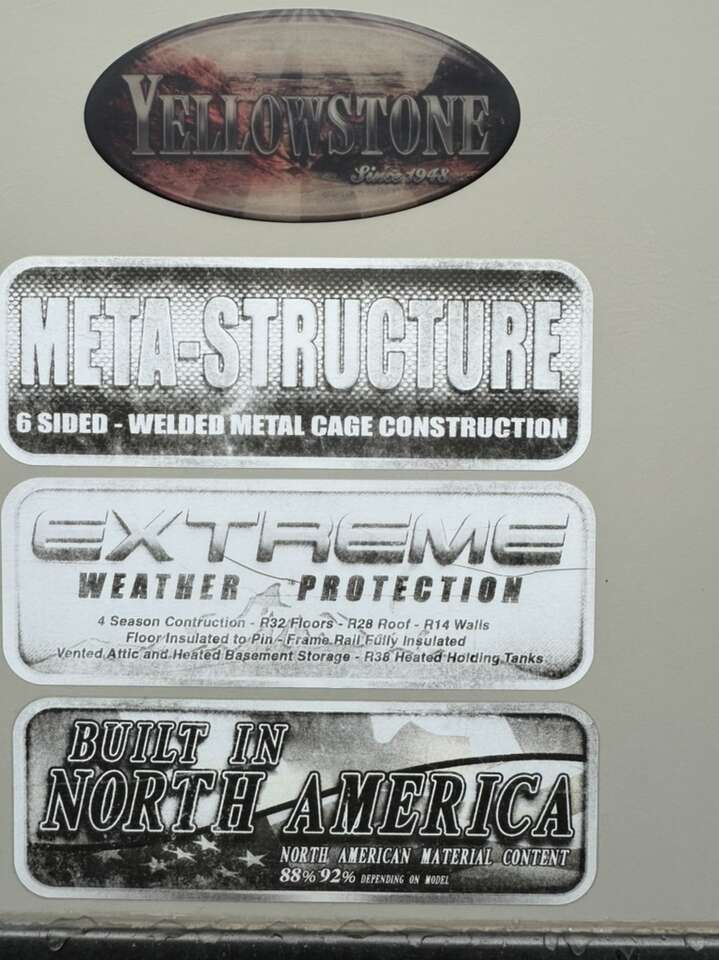 YELLOWSTONE
Since 1948
META-STRUCTURE
6 SIDED - WELDED METAL CAGE CONSTRUCTION
EXTREME
WEATHER PROTECTION
4 Season Contruction - R32 Floors - R28 Roof - R14 Walls
Floor Insulated to Pin - Frame Rail Fully Insulated
Vented Attic and Heated Basement Storage - R38 Heated Holding Tanks
BUILT IN
NORTH AMERICA
NORTH AMERICAN MATERIAL CONTENT
88% 92% DEPENDING ON MODEL